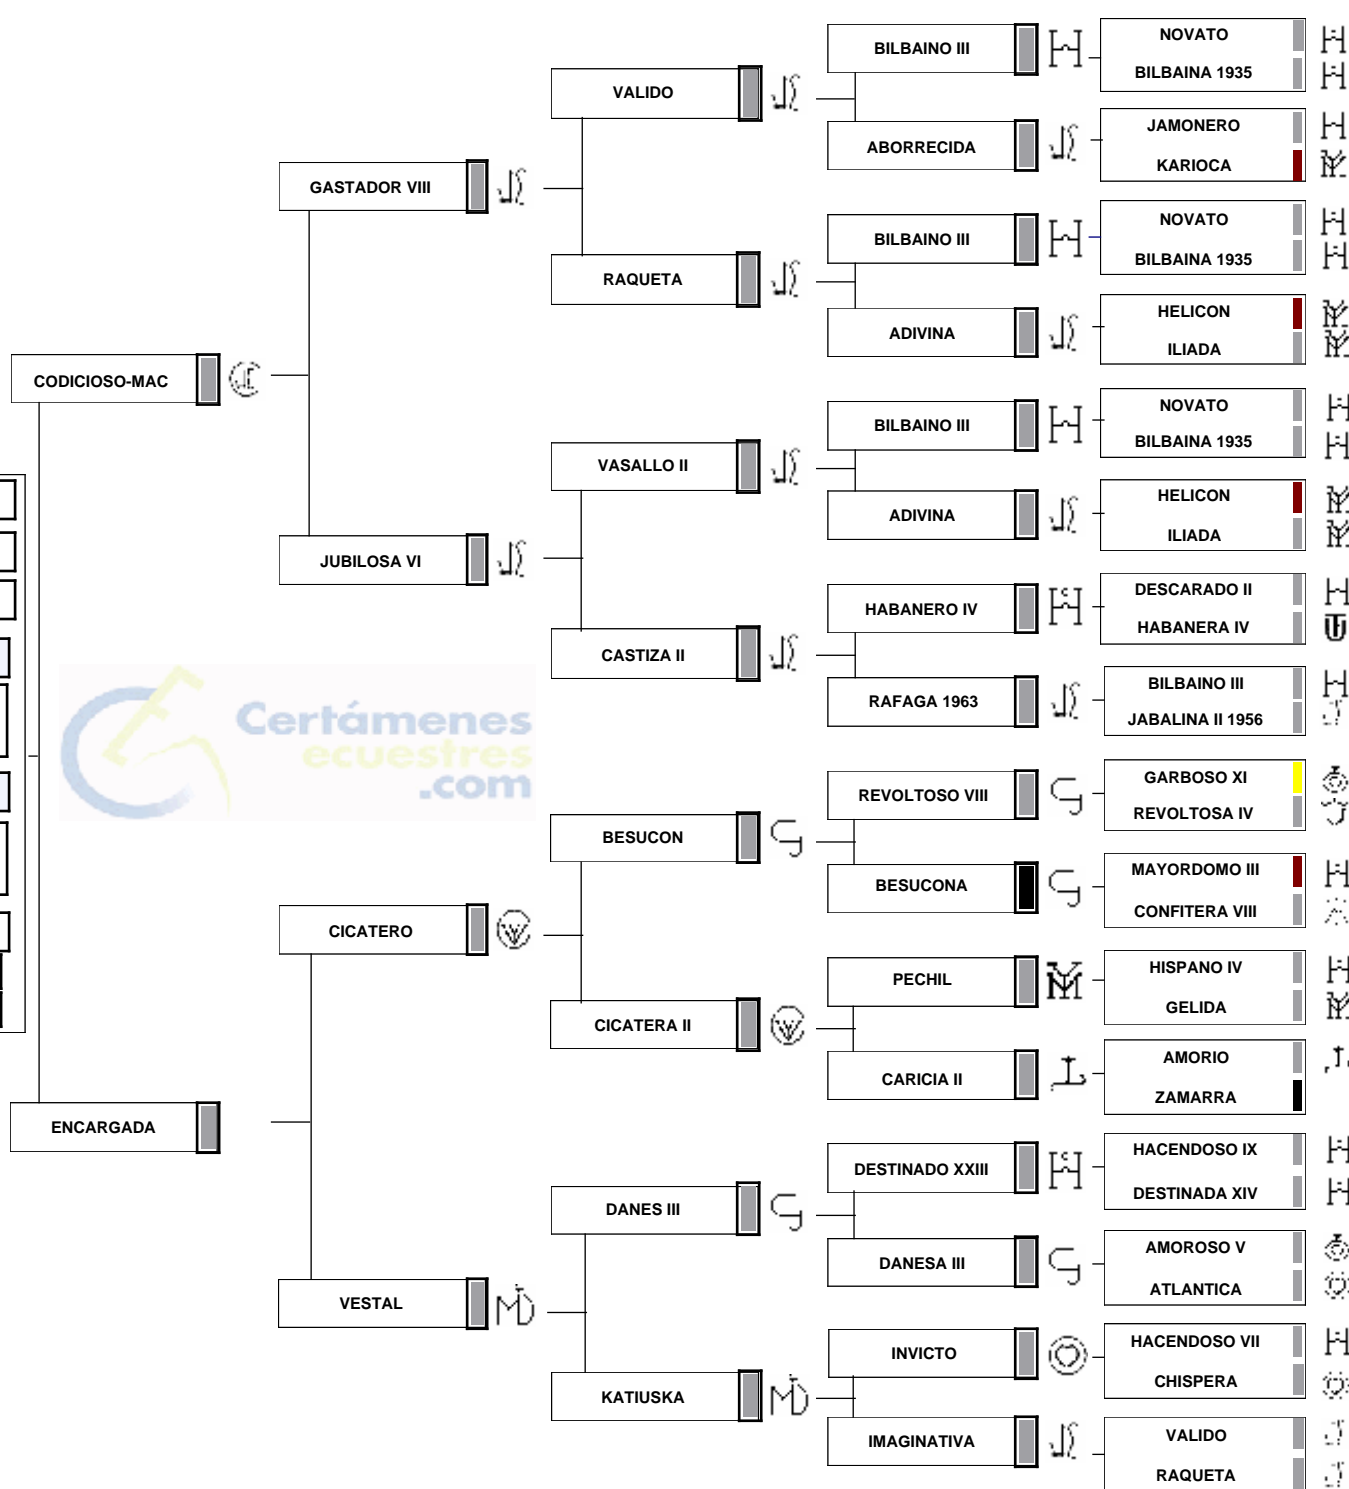 CODICIOSO-MAC
ENCARGADA
GASTADOR VIII
JUBILOSA VI
CICATERO
VESTAL
VALIDO
RAQUETA
VASALLO II
CASTIZA II
BESUCON
CICATERA II
DANES III
KATIUSKA
BILBAINO III
ABORRECIDA
BILBAINO III
ADIVINA
BILBAINO III
ADIVINA
HABANERO IV
RAFAGA 1963
REVOLTOSO VIII
BESUCONA
PECHIL
CARICIA II
DESTINADO XXIII
DANESA III
INVICTO
IMAGINATIVA
NOVATO
BILBAINA 1935
JAMONERO
KARIOCA
NOVATO
BILBAINA 1935
HELICON
ILIADA
NOVATO
BILBAINA 1935
HELICON
ILIADA
DESCARADO II
HABANERA IV
BILBAINO III
JABALINA II 1956
GARBOSO XI
REVOLTOSA IV
MAYORDOMO III
CONFITERA VIII
HISPANO IV
GELIDA
AMORIO
ZAMARRA
HACENDOSO IX
DESTINADA XIV
AMOROSO V
ATLANTICA
HACENDOSO VII
CHISPERA
VALIDO
RAQUETA
Certámenes
ecuestres
.com